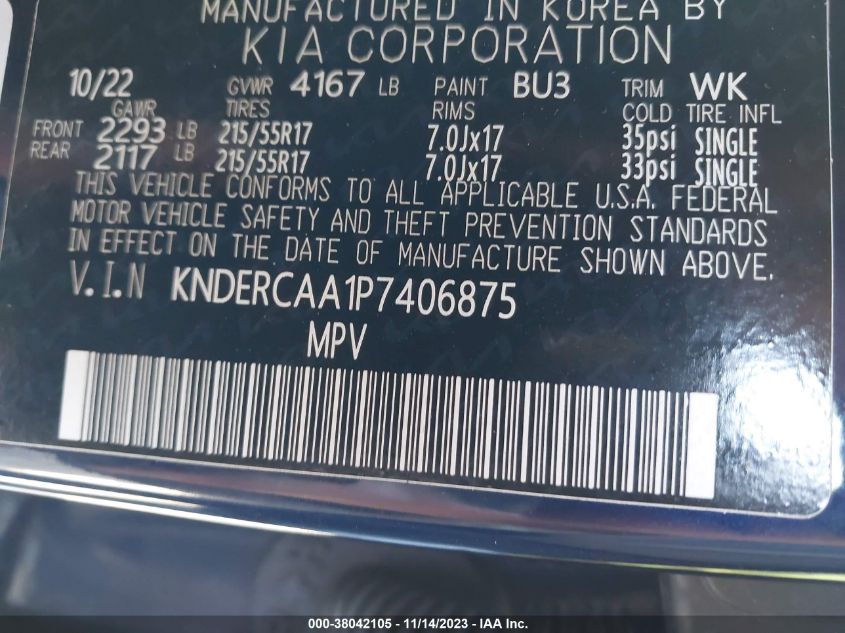 MANUFACTURED IN KOREA BY
KIA CORPORATION
10/22 GVWR 4167 LB PAINT BU3 TRIM WK
GAWR TIRES RIMS COLD TIRE INFL
FRONT 2293 LB 215/55R17 7.0Jx17 35psi SINGLE
REAR 2117 LB 215/55R17 7.0Jx17 33psi SINGLE
THIS VEHICLE CONFORMS TO ALL APPLICABLE U.S.A. FEDERAL
MOTOR VEHICLE SAFETY AND THEFT PREVENTION STANDARDS
IN EFFECT ON THE DATE OF MANUFACTURE SHOWN ABOVE.
V.I.N KNDERCAA1P7406875
MPV
000-38042105 - 11/14/2023 - IAA Inc.